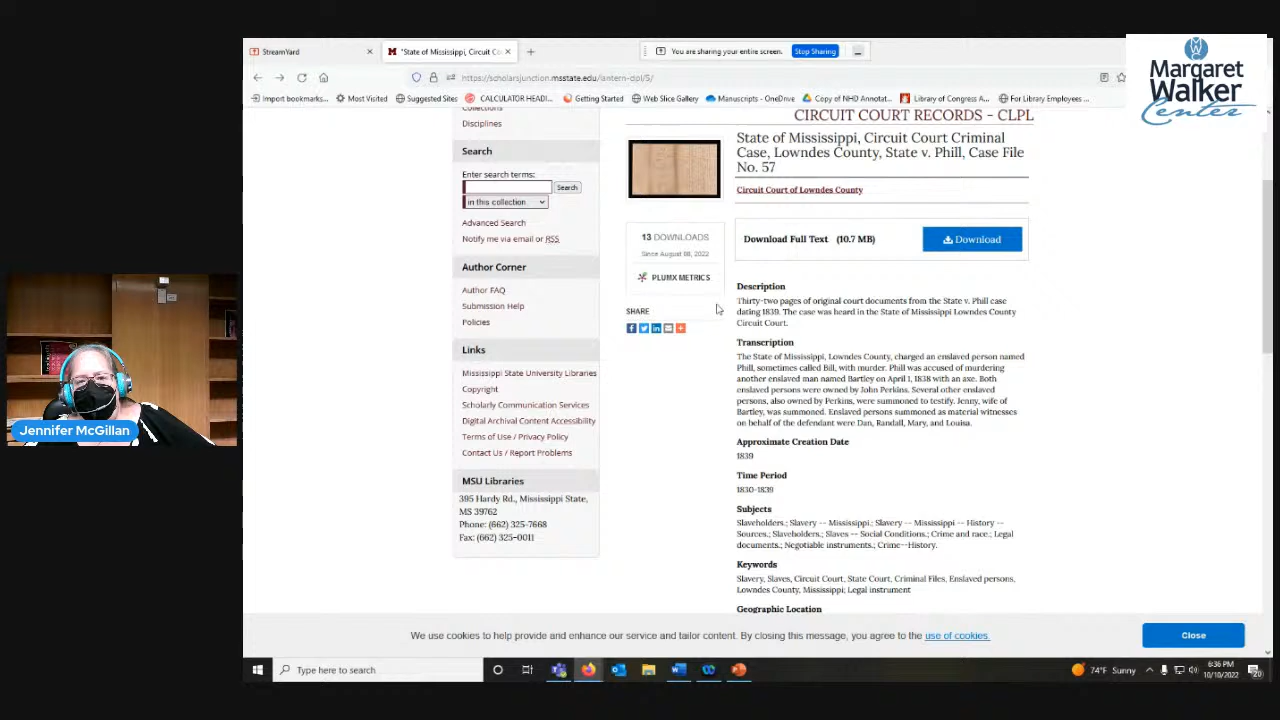 StreamYard
"State of Mississippi, Circuit Co
You are sharing your entire screen.
Stop Sharing
https://scholarsjunction.msstate.edu/lantern-clpl/5/
Import bookmarks...
Most Visited
Suggested Sites
CALCULATOR HEADI...
Getting Started
Web Slice Gallery
Manuscripts - OneDrive
Copy of NHD Annotat...
Library of Congress A...
For Library Employees ...
Margaret
Walker
Center
Collections
Disciplines
Search
Enter search terms:
Search
in this collection
Advanced Search
Notify me via email or RSS
Author Corner
Author FAQ
Submission Help
Policies
Links
Mississippi State University Libraries
Copyright
Scholarly Communication Services
Digital Archival Content Accessibility
Terms of Use / Privacy Policy
Contact Us / Report Problems
MSU Libraries
395 Hardy Rd., Mississippi State,
MS 39762
Phone: (662) 325-7668
Fax: (662) 325-0011
13 DOWNLOADS
Since August 08, 2022
PLUMX METRICS
SHARE
CIRCUIT COURT RECORDS - CLPL
State of Mississippi, Circuit Court Criminal
Case, Lowndes County, State v. Phill, Case File
No. 57
Circuit Court of Lowndes County
Download Full Text (10.7 MB)
Download
Description
Thirty-two pages of original court documents from the State v. Phill case
dating 1839. The case was heard in the State of Mississippi Lowndes County
Circuit Court.
Transcription
The State of Mississippi, Lowndes County, charged an enslaved person named
Phill, sometimes called Bill, with murder. Phill was accused of murdering
another enslaved man named Bartley on April 1, 1838 with an axe. Both
enslaved persons were owned by John Perkins. Several other enslaved
persons, also owned by Perkins, were summoned to testify. Jenny, wife of
Bartley, was summoned. Enslaved persons summoned as material witnesses
on behalf of the defendant were Dan, Randall, Mary, and Louisa.
Approximate Creation Date
1839
Time Period
1830-1839
Subjects
Slaveholders.; Slavery -- Mississippi.; Slavery -- Mississippi -- History --
Sources.; Slaveholders.; Slaves -- Social Conditions.; Crime and race.; Legal
documents.; Negotiable instruments.; Crime--History.
Keywords
Slavery, Slaves, Circuit Court, State Court, Criminal Files, Enslaved persons,
Lowndes County, Mississippi; Legal instrument
Geographic Location
Jennifer McGillan
We use cookies to help provide and enhance our service and tailor content. By closing this message, you agree to the use of cookies.
Close
Type here to search
74°F Sunny
6:36 PM
10/10/2022
20